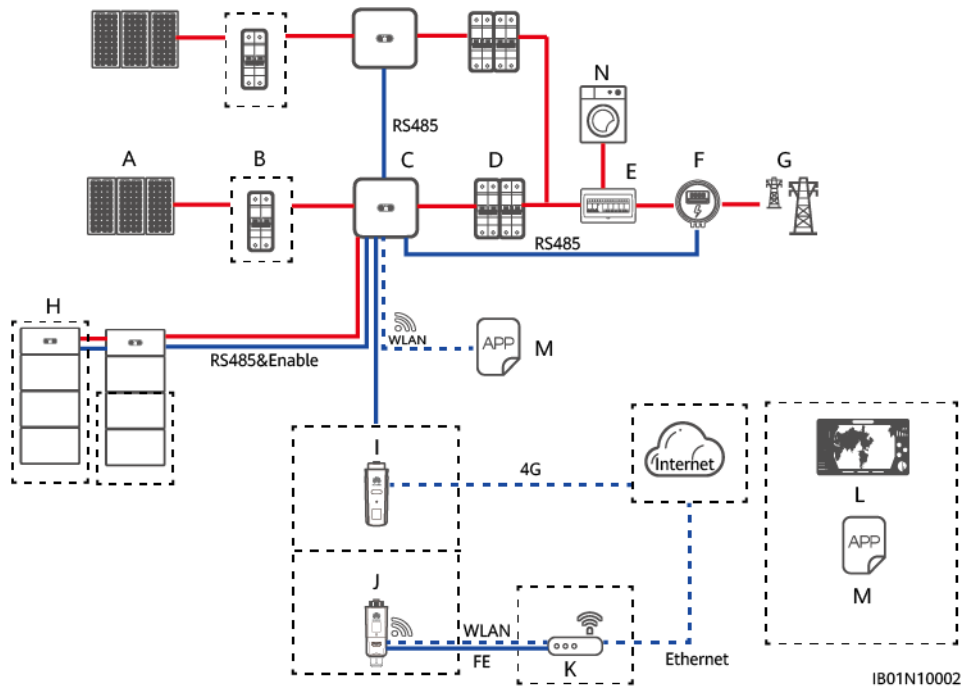 N
RS485
A
B
C
D
E
F
G
RS485
H
WLAN
APP
M
RS485&Enable
I
Internet
4G
L
APP
J
M
WLAN
FE
K
Ethernet
IB01N10002